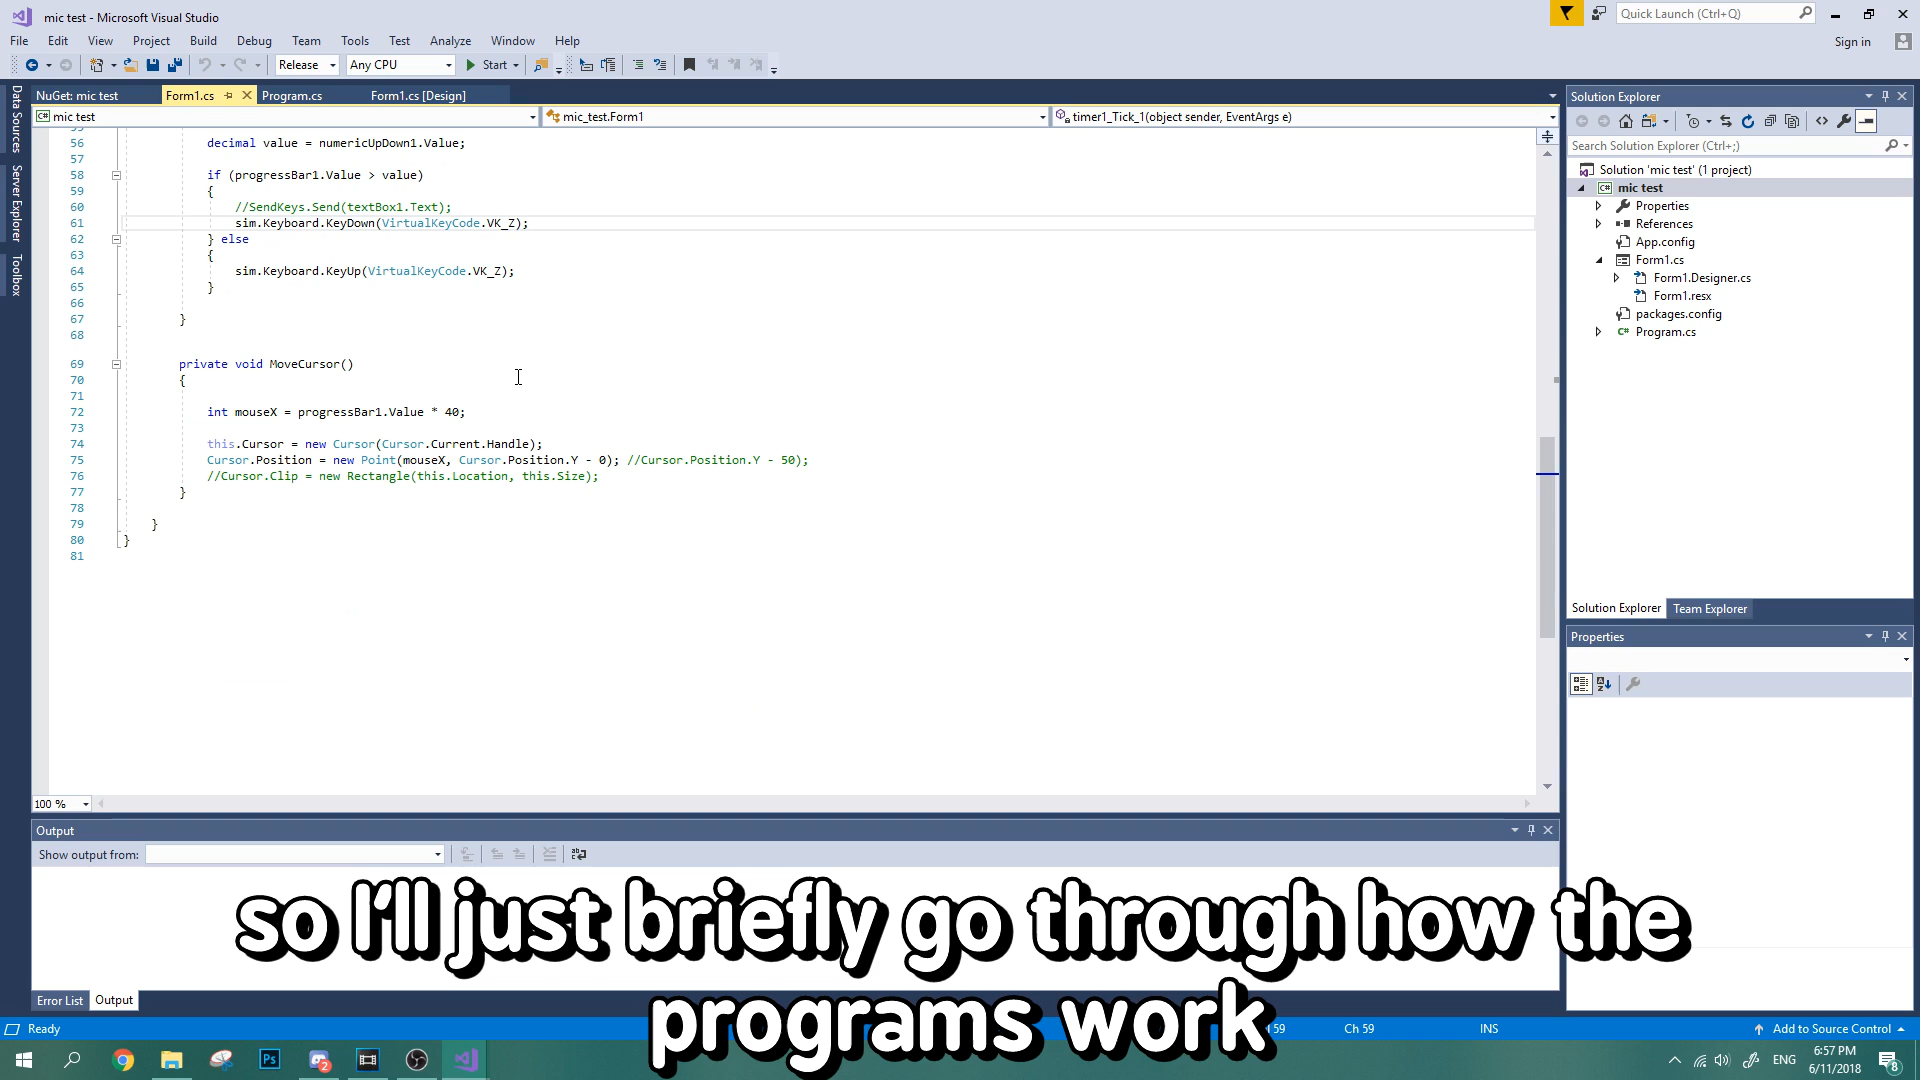 mic test - Microsoft Visual Studio
Quick Launch (Ctrl+Q)
File Edit View Project Build Debug Team Tools Test Analyze Window Help
Sign in
Release Any CPU Start
NuGet: mic test Form1.cs Program.cs Form1.cs [Design]
mic test mic_test.Form1 timer1_Tick_1(object sender, EventArgs e)
Data Sources
Server Explorer
Toolbox
56 decimal value = numericUpDown1.Value;
57
58 if (progressBar1.Value > value)
59 {
60 //SendKeys.Send(textBox1.Text);
61 sim.Keyboard.KeyDown(VirtualKeyCode.VK_Z);
62 } else
63 {
64 sim.Keyboard.KeyUp(VirtualKeyCode.VK_Z);
65 }
66
67 }
68
69 private void MoveCursor()
70 {
71
72 int mouseX = progressBar1.Value * 40;
73
74 this.Cursor = new Cursor(Cursor.Current.Handle);
75 Cursor.Position = new Point(mouseX, Cursor.Position.Y - 0); //Cursor.Position.Y - 50);
76 //Cursor.Clip = new Rectangle(this.Location, this.Size);
77 }
78
79 }
80 }
81
100 %
Solution Explorer
Search Solution Explorer (Ctrl+;)
Solution 'mic test' (1 project)
C# mic test
Properties
References
App.config
Form1.cs
Form1.Designer.cs
Form1.resx
packages.config
C# Program.cs
Solution Explorer Team Explorer
Properties
Output
Show output from:
so I'll just briefly go through how the
programs work
Error List Output
Ready 59 Ch 59 INS Add to Source Control
Ps 2 ENG 6:57 PM
6/11/2018 8